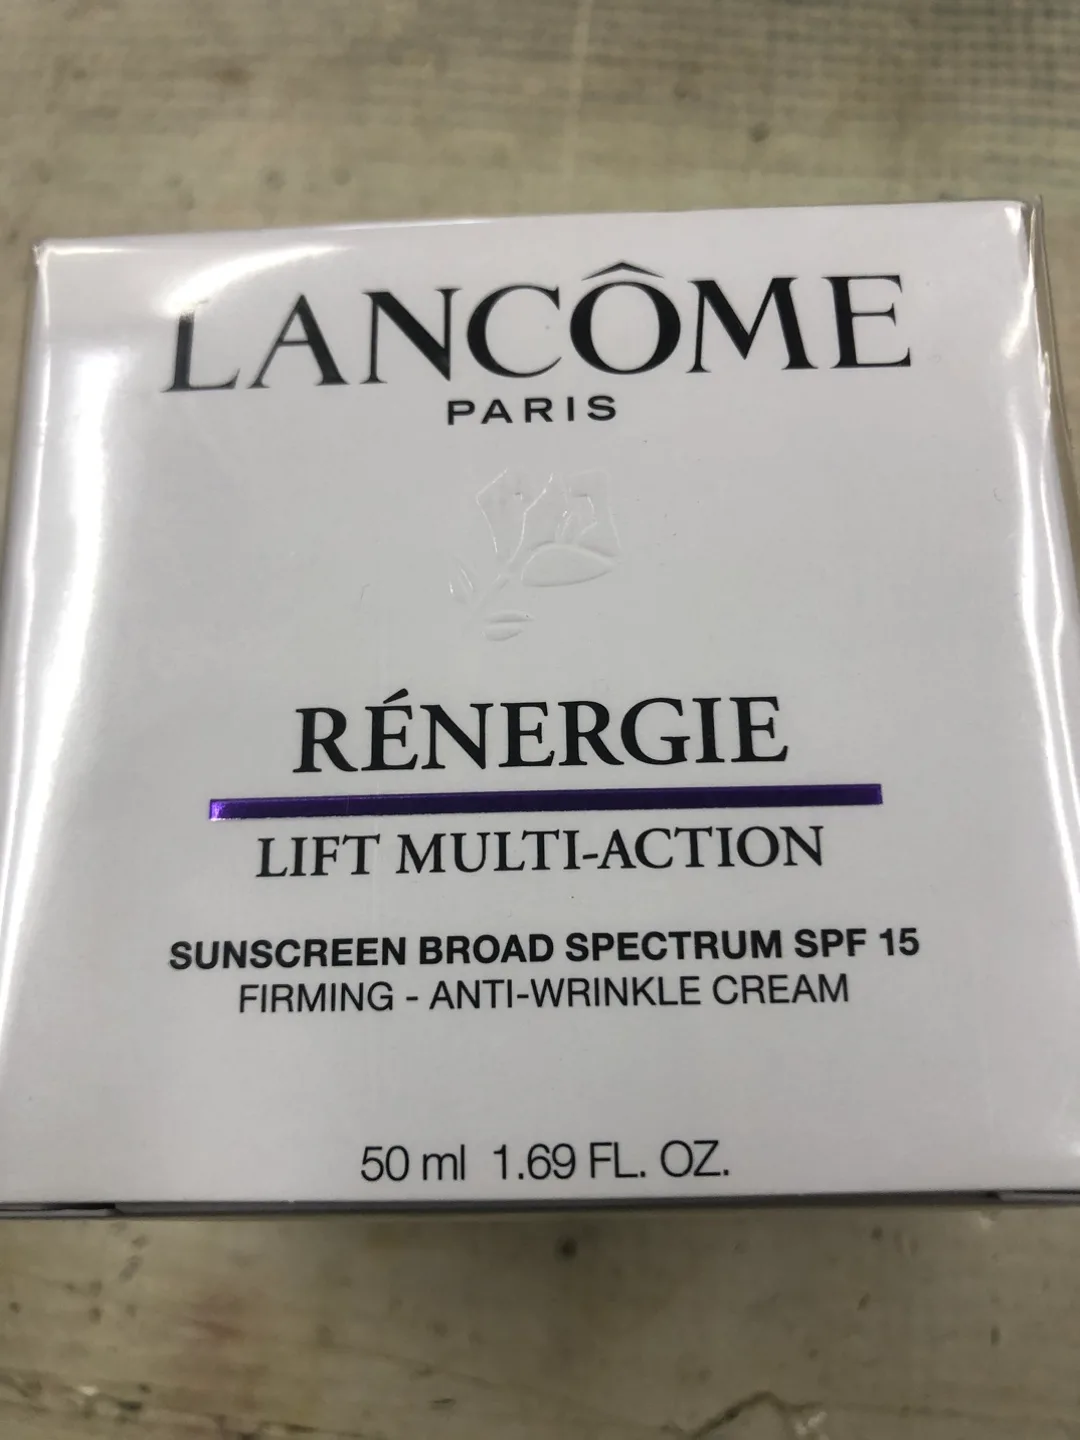 LANCÔME
PARIS
RÉNERGIE
LIFT MULTI-ACTION
SUNSCREEN BROAD SPECTRUM SPF 15
FIRMING - ANTI-WRINKLE CREAM
50 ml 1.69 FL. OZ.